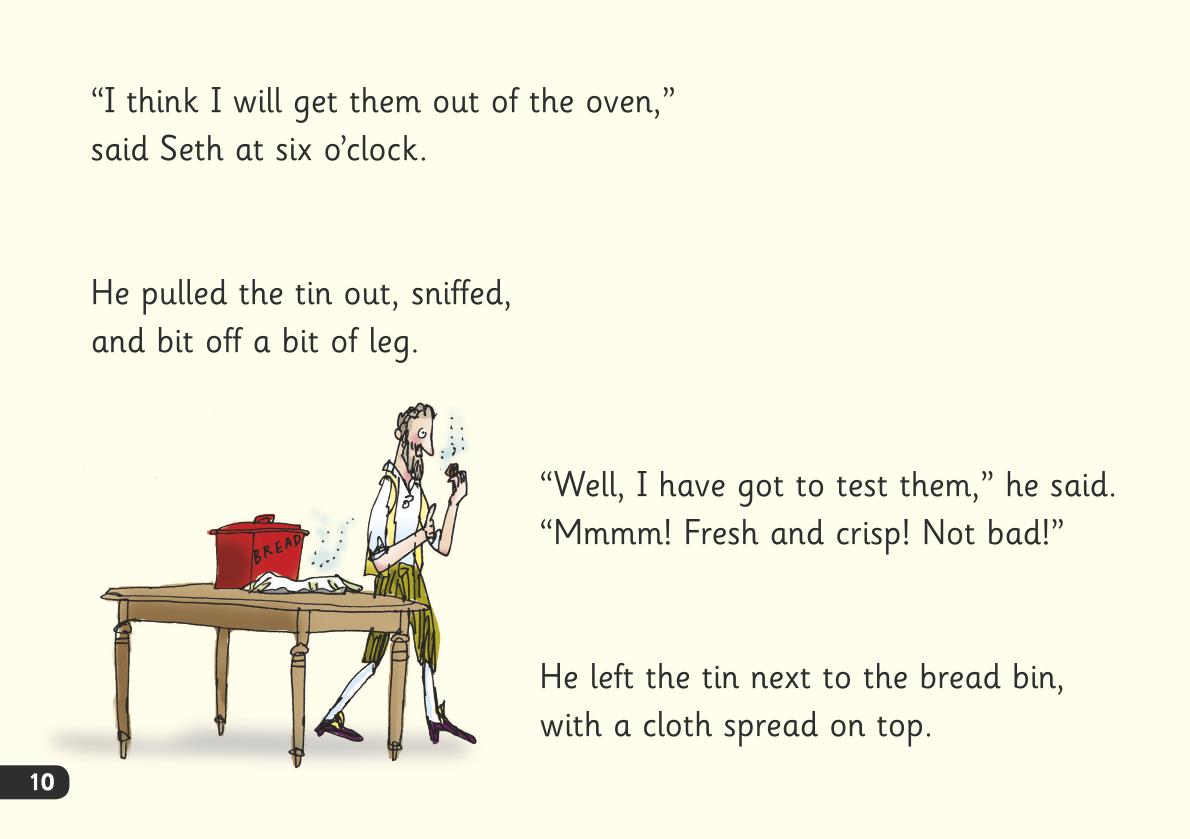 “I think I will get them out of the oven,”
said Seth at six o’clock.
He pulled the tin out, sniffed,
and bit off a bit of leg.
“Well, I have got to test them,” he said.
“Mmmm! Fresh and crisp! Not bad!”
BREAD
He left the tin next to the bread bin,
with a cloth spread on top.
10